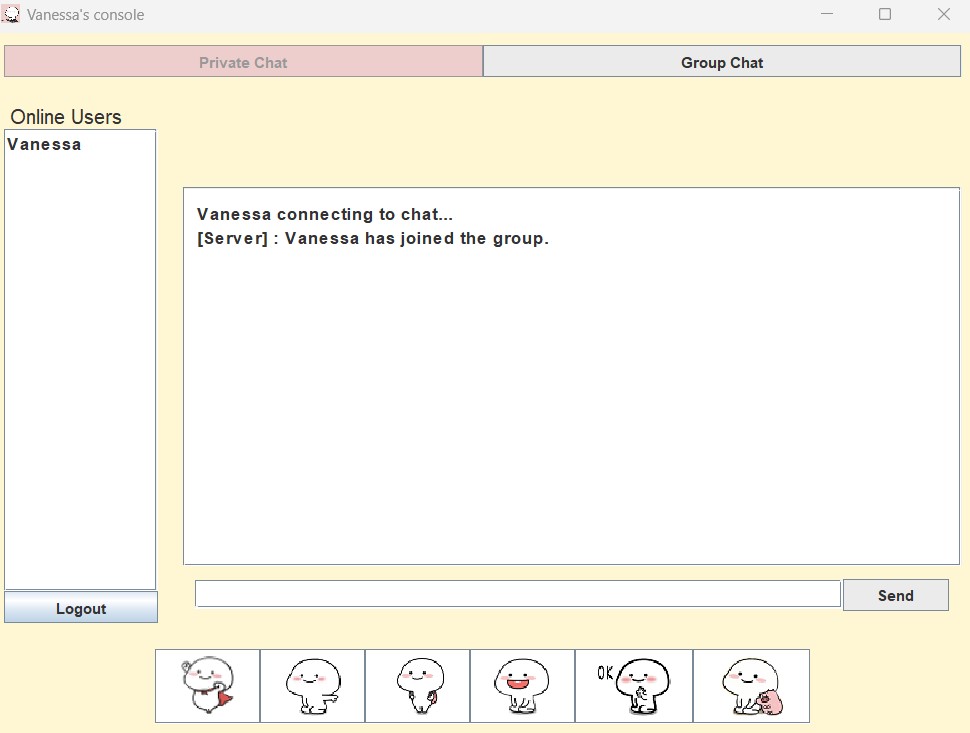 Vanessa's console
Private Chat
Group Chat
Online Users
Vanessa
Vanessa connecting to chat...
[Server] : Vanessa has joined the group.
Logout
Send
OK